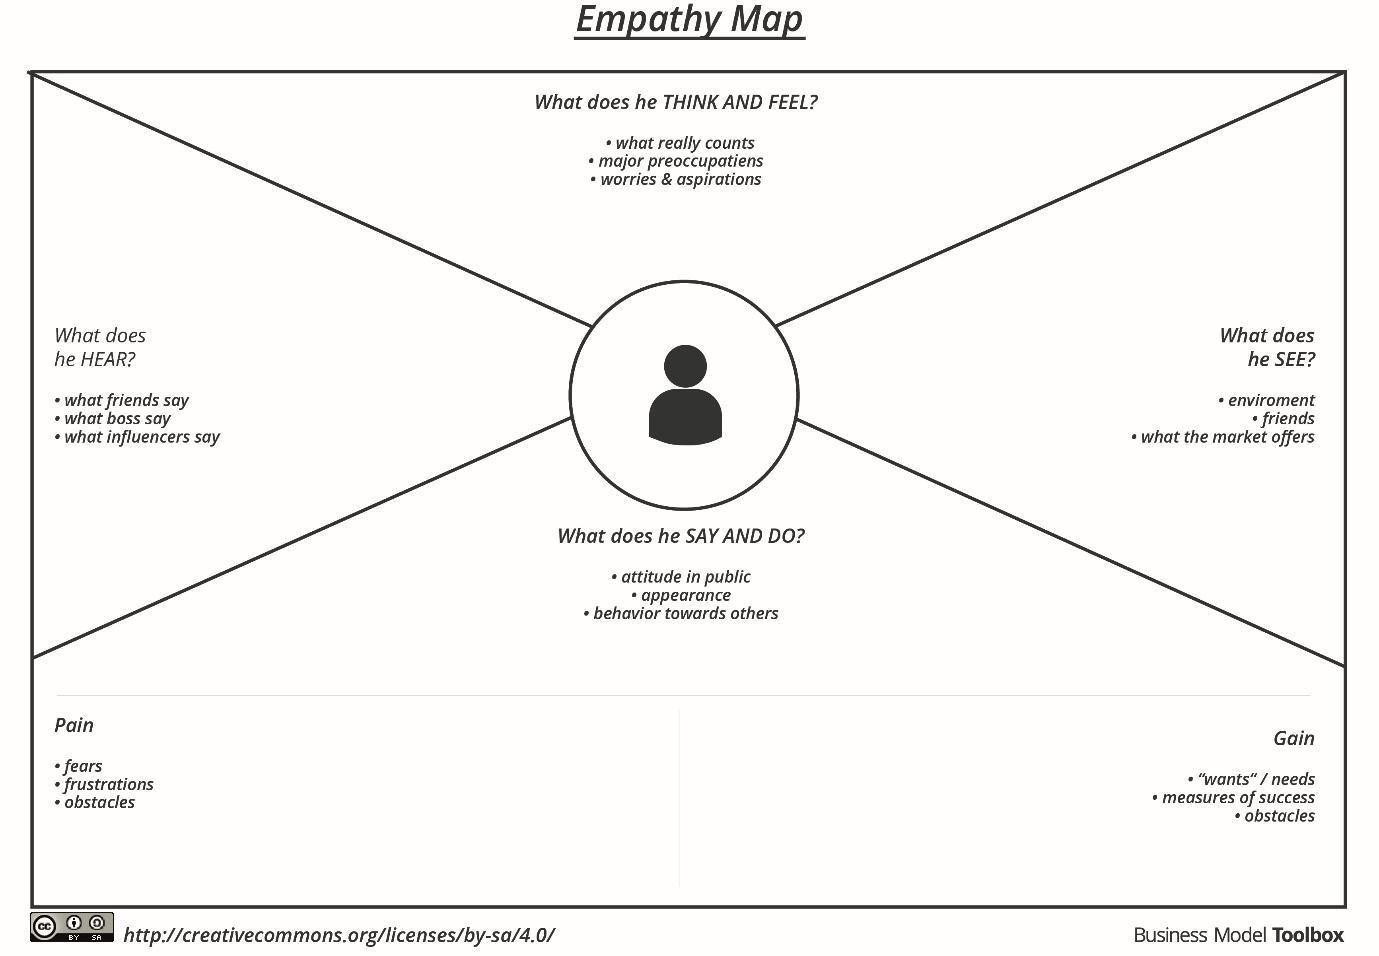 Empathy Map
What does he THINK AND FEEL?
• what really counts
• major preoccupatiens
• worries & aspirations
What does
he HEAR?
• what friends say
• what boss say
• what influencers say
What does
he SEE?
• enviroment
• friends
• what the market offers
What does he SAY AND DO?
• attitude in public
• appearance
• behavior towards others
Pain
• fears
• frustrations
• obstacles
Gain
• “wants“ / needs
• measures of success
• obstacles
cc BY SA
http://creativecommons.org/licenses/by-sa/4.0/
Business Model Toolbox